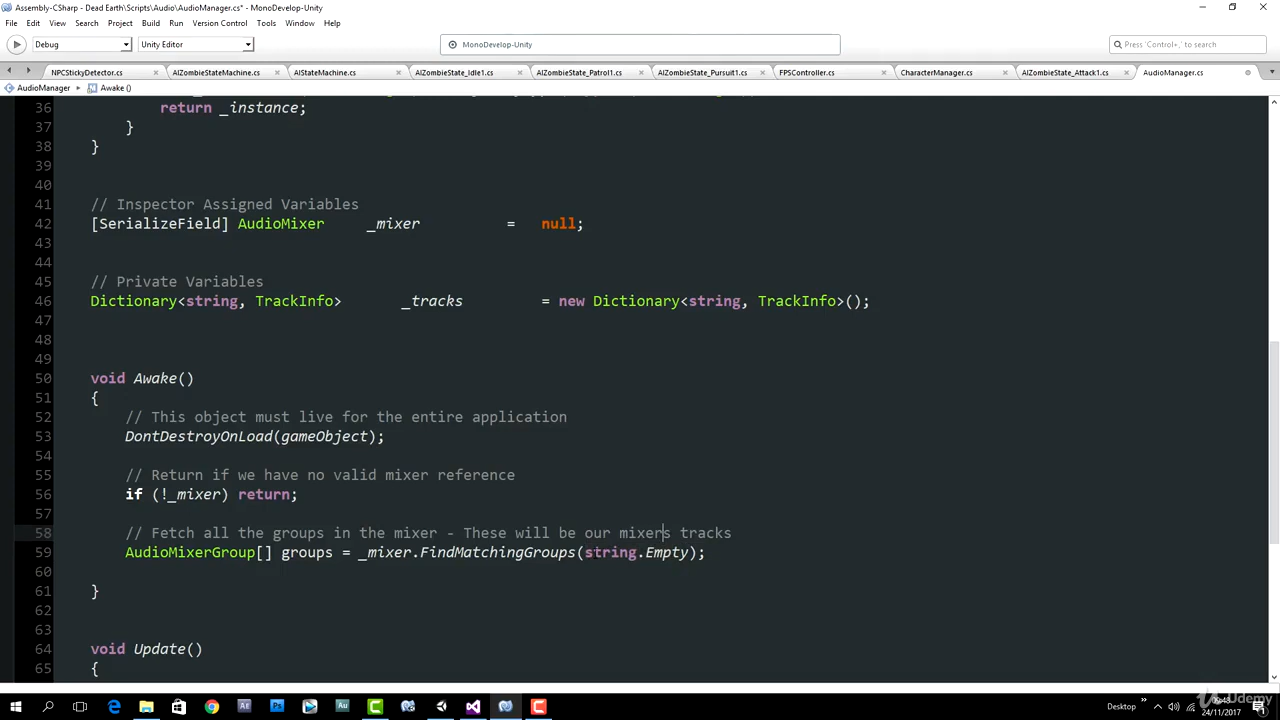 Assembly-CSharp - Dead Earth\Scripts\Audio\AudioManager.cs* - MonoDevelop-Unity
File Edit View Search Project Build Run Version Control Tools Window Help
Debug Unity Editor MonoDevelop-Unity Press 'Control+,' to search
NPCStickyDetector.cs AIZombieStateMachine.cs AIStateMachine.cs AIZombieState_Idle1.cs AIZombieState_Patrol1.cs AIZombieState_Pursuit1.cs FPSController.cs CharacterManager.cs AIZombieState_Attack1.cs AudioManager.cs
AudioManager Awake ()
36 return _instance;
37 }
38 }
39
40
41 // Inspector Assigned Variables
42 [SerializeField] AudioMixer _mixer = null;
43
44
45 // Private Variables
46 Dictionary<string, TrackInfo> _tracks = new Dictionary<string, TrackInfo>();
47
48
49
50 void Awake()
51 {
52 // This object must live for the entire application
53 DontDestroyOnLoad(gameObject);
54
55 // Return if we have no valid mixer reference
56 if (!_mixer) return;
57
58 // Fetch all the groups in the mixer - These will be our mixers tracks
59 AudioMixerGroup[] groups = _mixer.FindMatchingGroups(string.Empty);
60
61 }
62
63
64 void Update()
65 {
Desktop
Udemy
24/11/2017